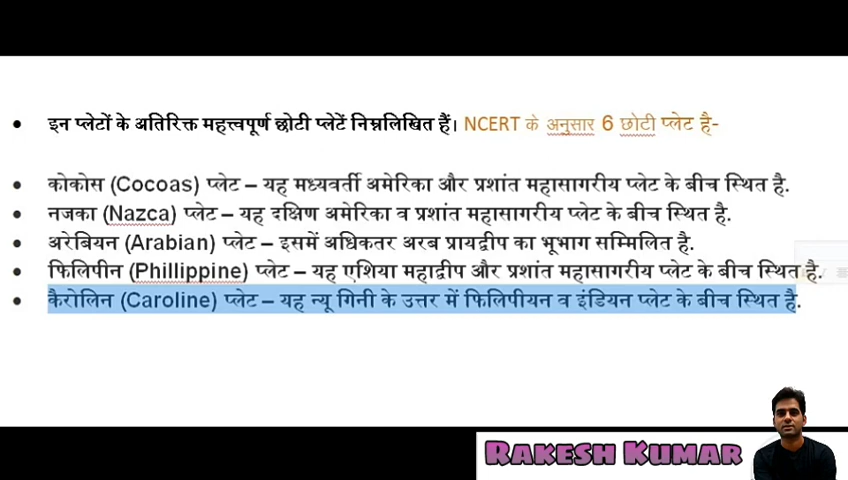 • इन प्लेटों के अतिरिक्त महत्त्वपूर्ण छोटी प्लेटें निम्नलिखित हैं। NCERT के अनुसार 6 छोटी प्लेट है-
• कोकोस (Cocoas) प्लेट – यह मध्यवर्ती अमेरिका और प्रशांत महासागरीय प्लेट के बीच स्थित है.
• नजका (Nazca) प्लेट – यह दक्षिण अमेरिका व प्रशांत महासागरीय प्लेट के बीच स्थित है.
• अरेबियन (Arabian) प्लेट – इसमें अधिकतर अरब प्रायद्वीप का भूभाग सम्मिलित है.
• फिलिपीन (Phillippine) प्लेट – यह एशिया महाद्वीप और प्रशांत महासागरीय प्लेट के बीच स्थित है.
• कैरोलिन (Caroline) प्लेट – यह न्यू गिनी के उत्तर में फिलिपीयन व इंडियन प्लेट के बीच स्थित है.
RAKESH KUMAR